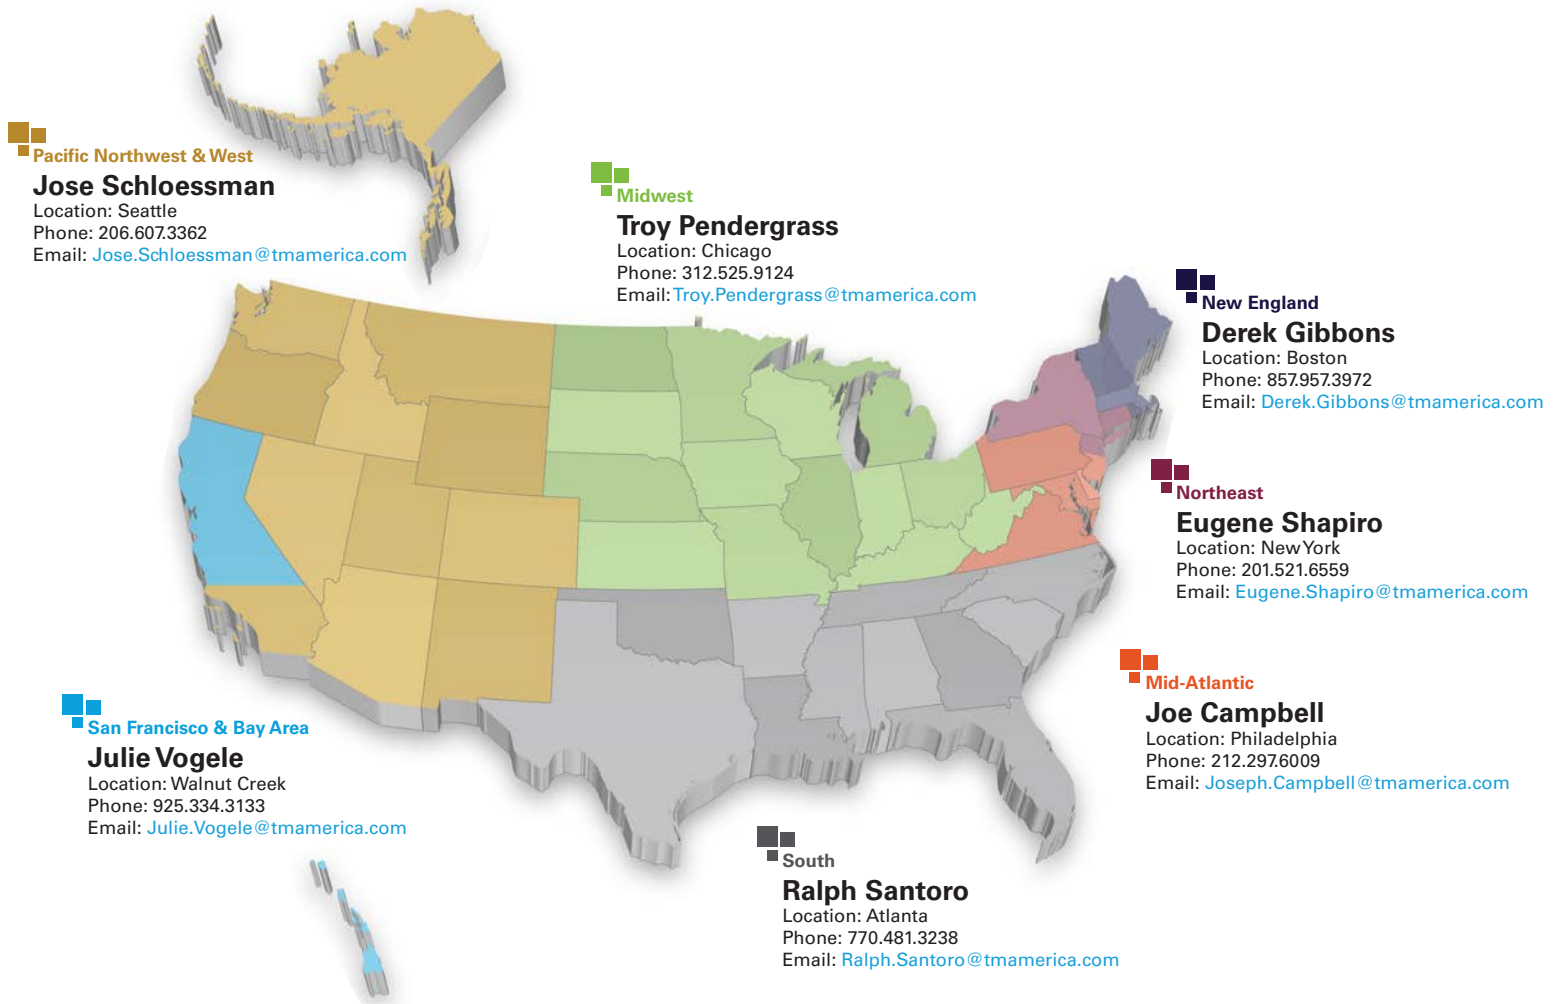 Pacific Northwest & West
Jose Schloessman
Location: Seattle
Phone: 206.607.3362
Email: Jose.Schloessman@tmamerica.com
Midwest
Troy Pendergrass
Location: Chicago
Phone: 312.525.9124
Email: Troy.Pendergrass@tmamerica.com
New England
Derek Gibbons
Location: Boston
Phone: 857.957.3972
Email: Derek.Gibbons@tmamerica.com
Northeast
Eugene Shapiro
Location: New York
Phone: 201.521.6559
Email: Eugene.Shapiro@tmamerica.com
Mid-Atlantic
Joe Campbell
Location: Philadelphia
Phone: 212.297.6009
Email: Joseph.Campbell@tmamerica.com
San Francisco & Bay Area
Julie Vogele
Location: Walnut Creek
Phone: 925.334.3133
Email: Julie.Vogele@tmamerica.com
South
Ralph Santoro
Location: Atlanta
Phone: 770.481.3238
Email: Ralph.Santoro@tmamerica.com